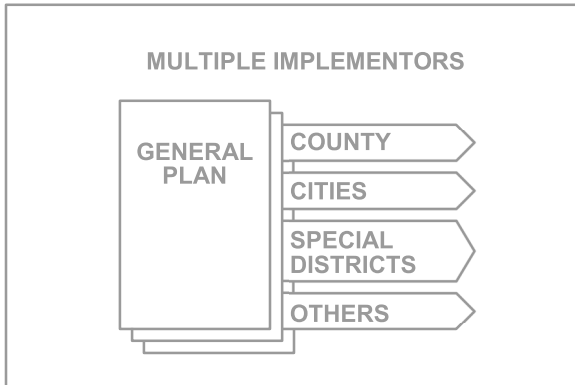 MULTIPLE IMPLEMENTORS
GENERAL
PLAN
COUNTY
CITIES
SPECIAL
DISTRICTS
OTHERS